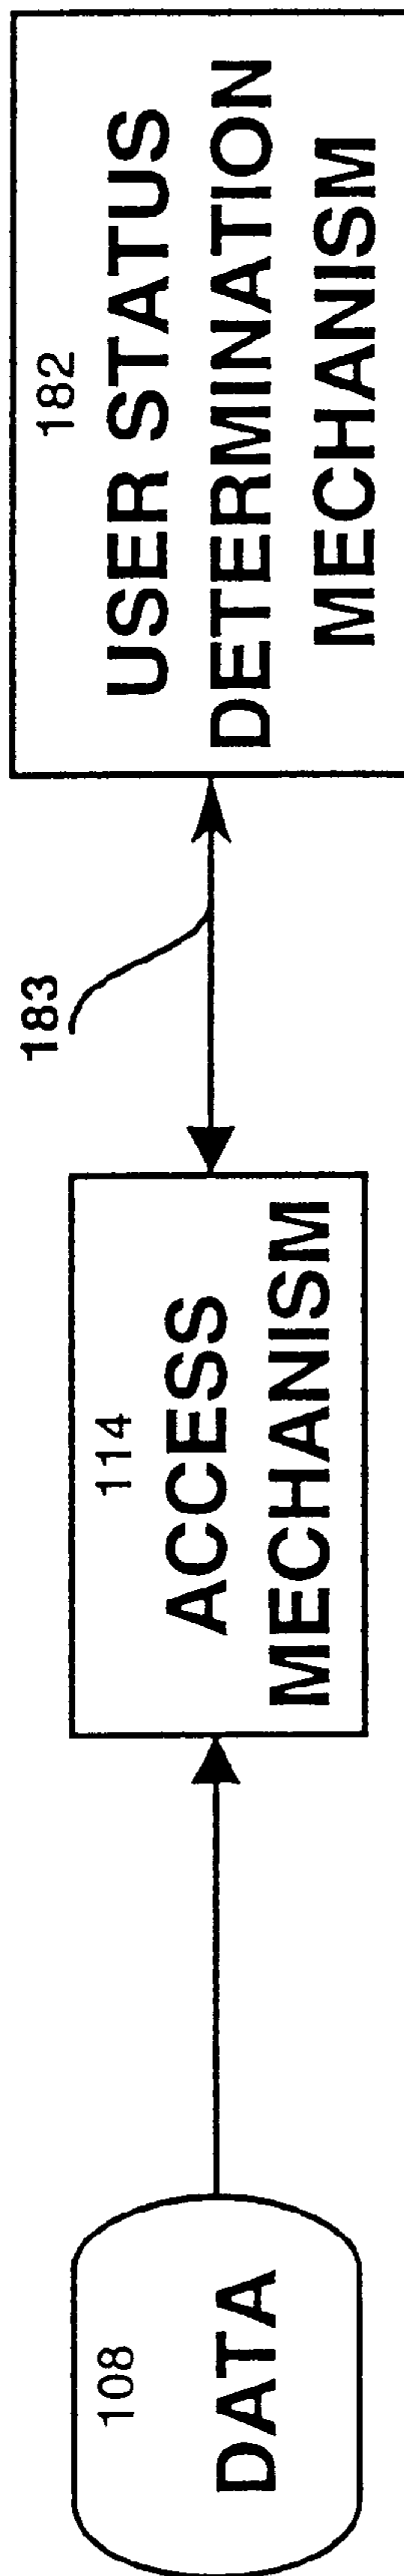 108
DATA
114
ACCESS
MECHANISM
183
182
USER STATUS
DETERMINATION
MECHANISM